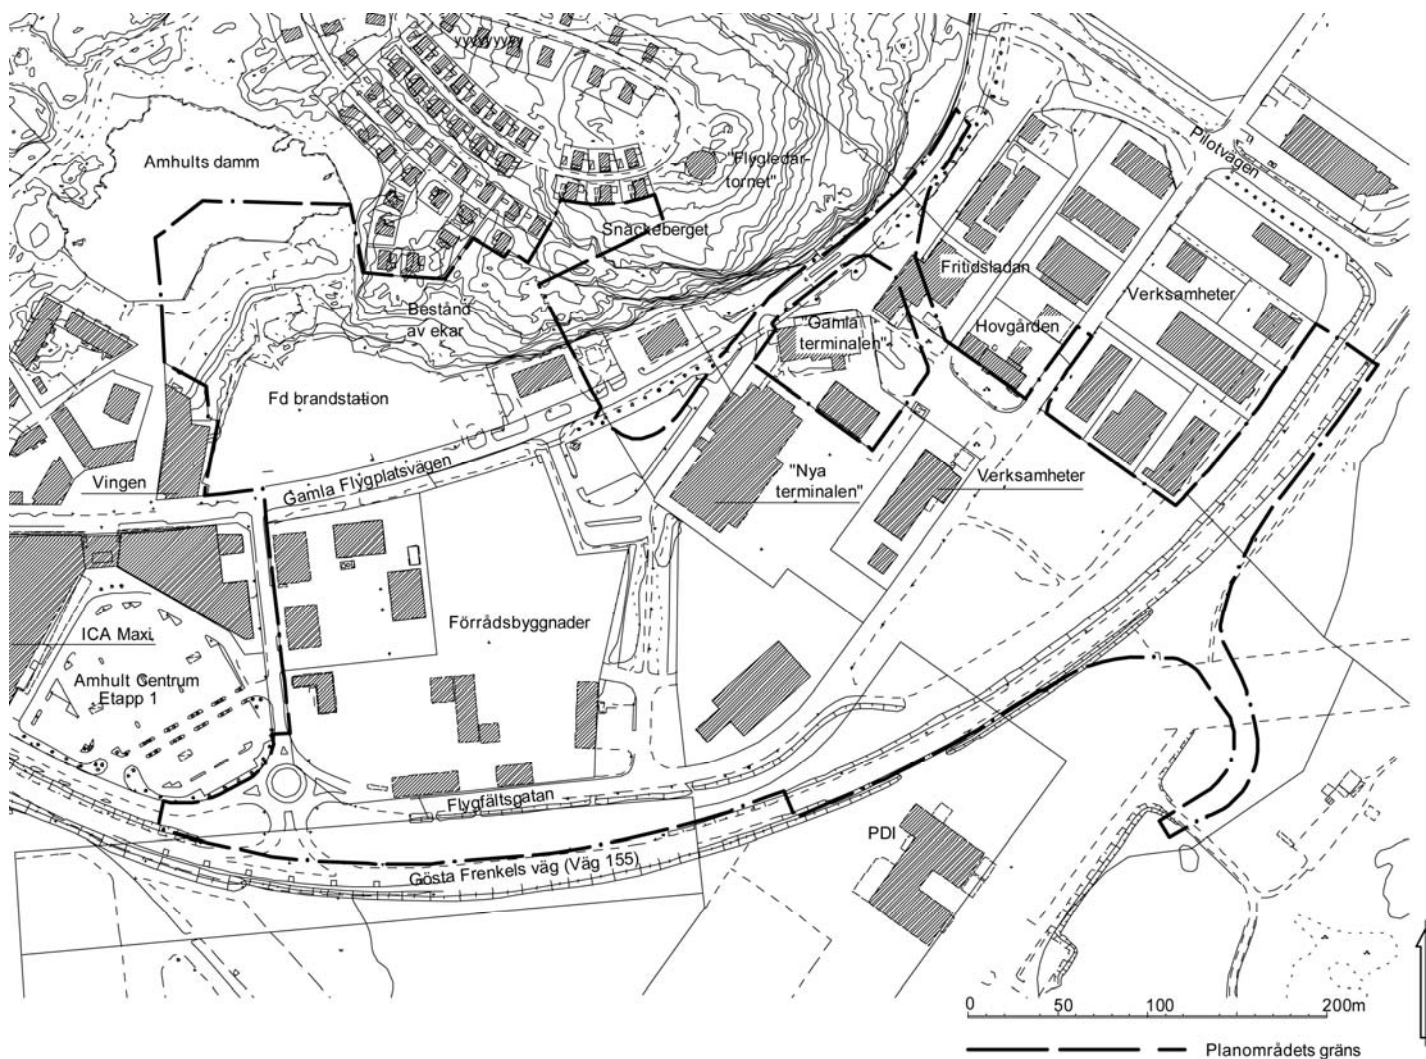 yyyyyyyyy
Amhults damm
"Flygledar-
tornet"
Pilotvägen
Snäckeberget
Fritidsladan
Bestånd
av ekar
"Gamla
terminalen"
Hovgården
Verksamheter
Fd brandstation
Vingen
Gamla Flygplatsvägen
"Nya
terminalen"
Verksamheter
ICA Maxi
Förrådsbyggnader
Amhult Centrum
Etapp 1
Flygfältsgatan
PDI
Gösta Frenkels väg (Väg 155)
0 50 100 200m
Planområdets gräns